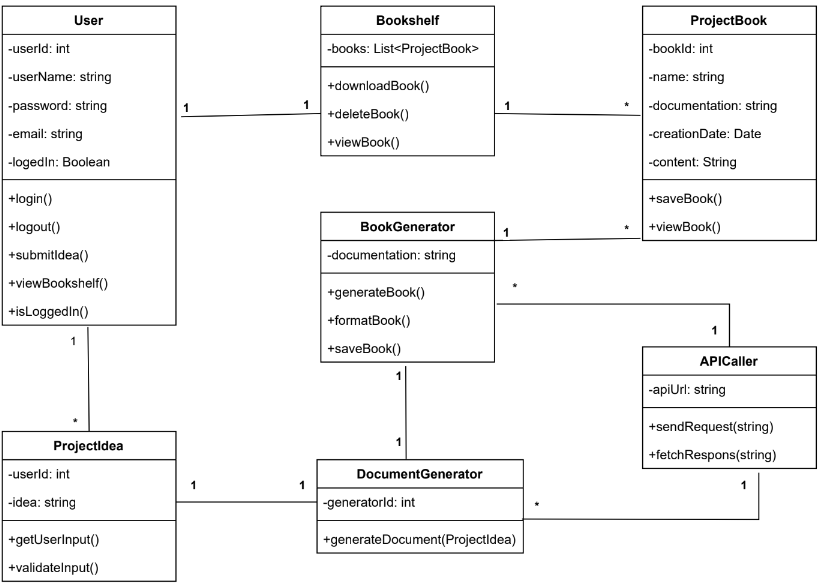 User
-userId: int
-userName: string
-password: string
-email: string
-logedIn: Boolean
+login()
+logout()
+submitIdea()
+viewBookshelf()
+isLoggedIn()
1
1
Bookshelf
-books: List<ProjectBook>
+downloadBook()
+deleteBook()
+viewBook()
1
*
ProjectBook
-bookId: int
-name: string
-documentation: string
-creationDate: Date
-content: String
+saveBook()
+viewBook()
BookGenerator
-documentation: string
+generateBook()
+formatBook()
+saveBook()
1
*
*
1
APICaller
-apiUrl: string
+sendRequest(string)
+fetchRespons(string)
1
*
1
1
1
*
ProjectIdea
-userId: int
-idea: string
+getUserInput()
+validateInput()
1
1
DocumentGenerator
-generatorId: int
+generateDocument(ProjectIdea)